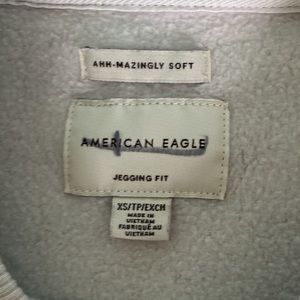 AHH-MAZINGLY SOFT
AMERICAN EAGLE
JEGGING FIT
XS/TP/EXCH
MADE IN
VIETNAM
FABRIQUÉ AU
VIETNAM